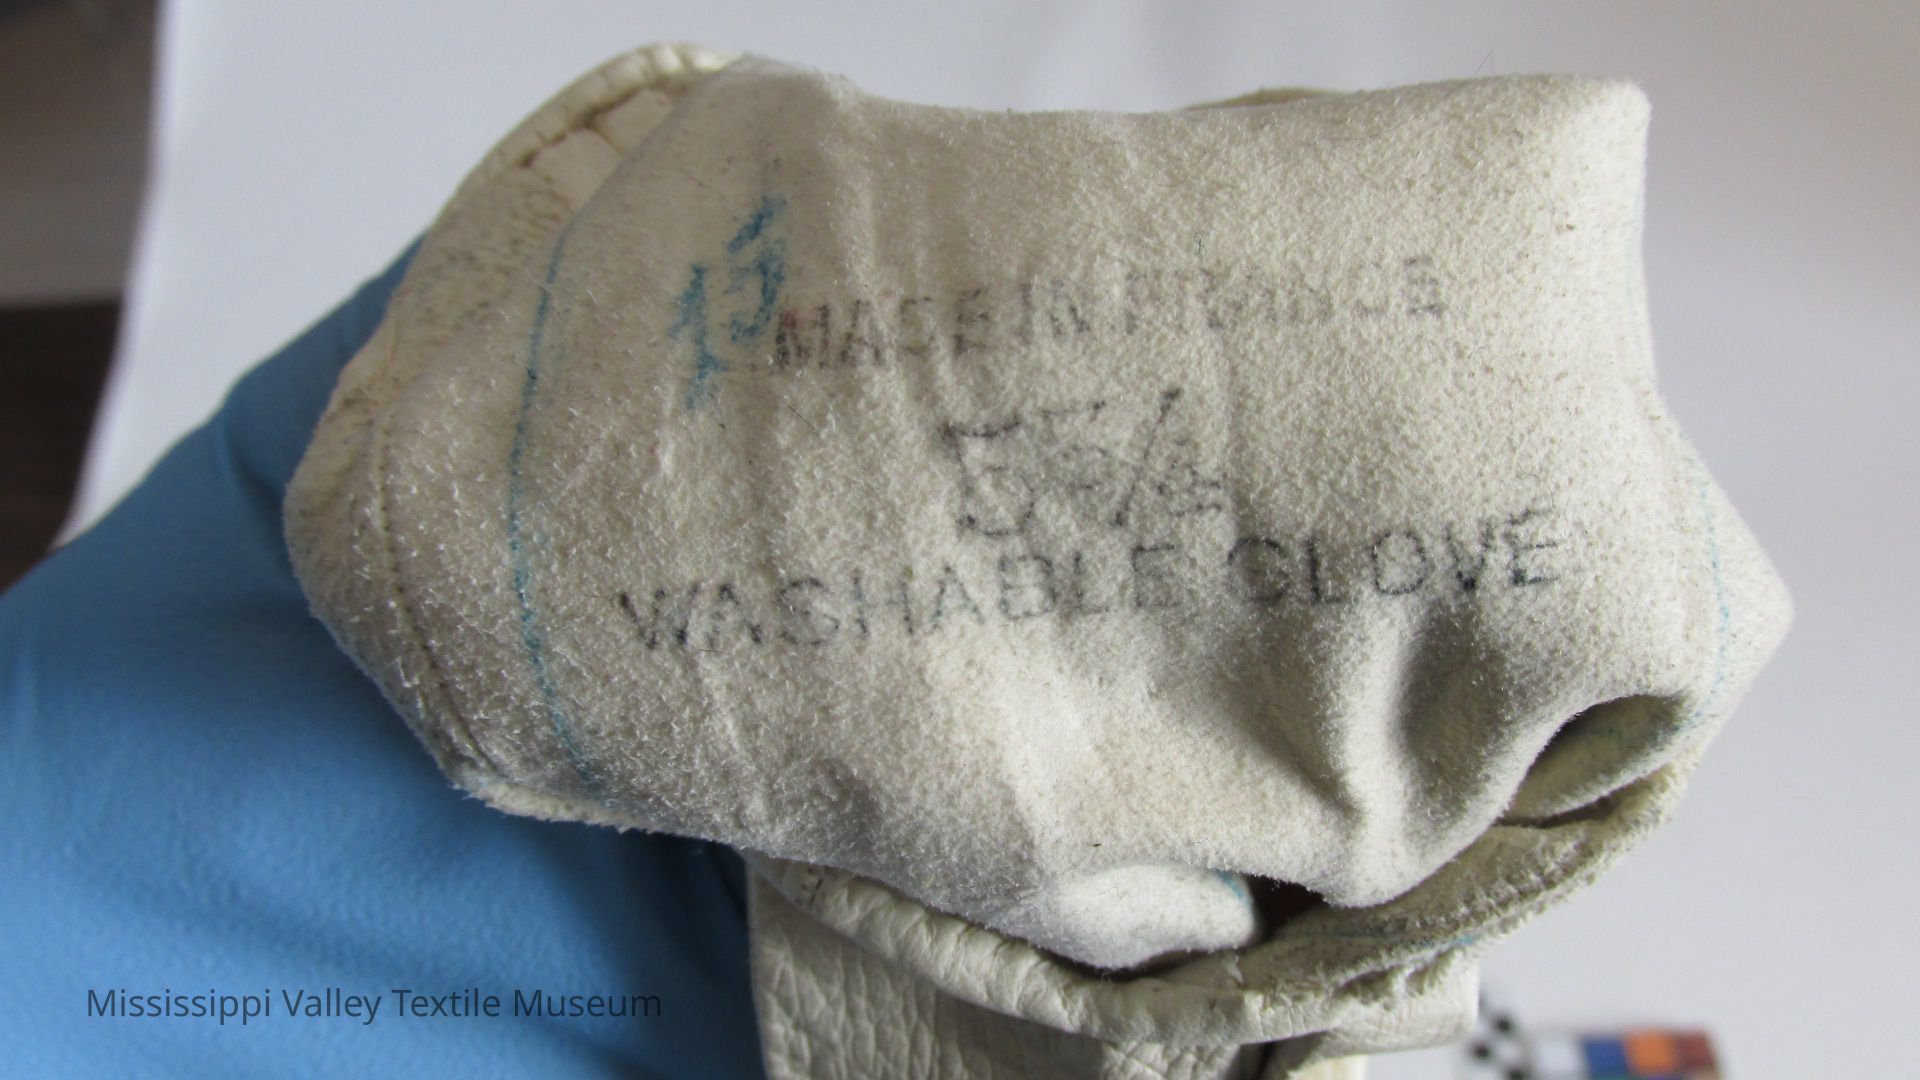 13
MADE IN FRANCE
5 3/4
WASHABLE GLOVE
Mississippi Valley Textile Museum